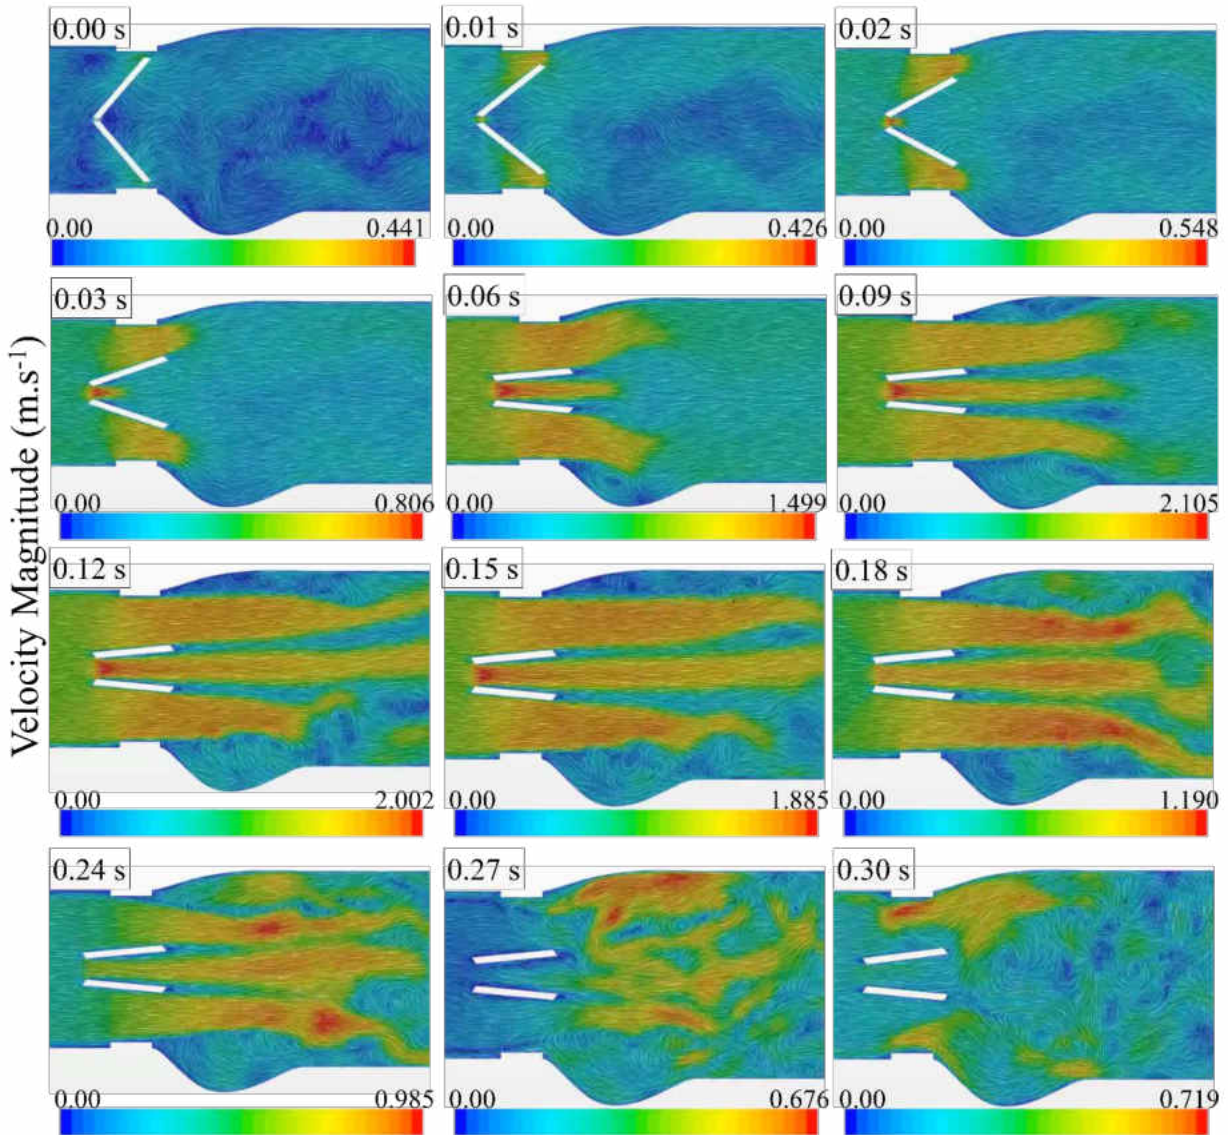 0.00 s 0.01 s 0.02 s
0.00 0.441 0.00 0.426 0.00 0.548
0.03 s 0.06 s 0.09 s
0.00 0.806 0.00 1.499 0.00 2.105
Velocity Magnitude (m.s⁻¹)
0.12 s 0.15 s 0.18 s
0.00 2.002 0.00 1.885 0.00 1.190
0.24 s 0.27 s 0.30 s
0.00 0.985 0.00 0.676 0.00 0.719